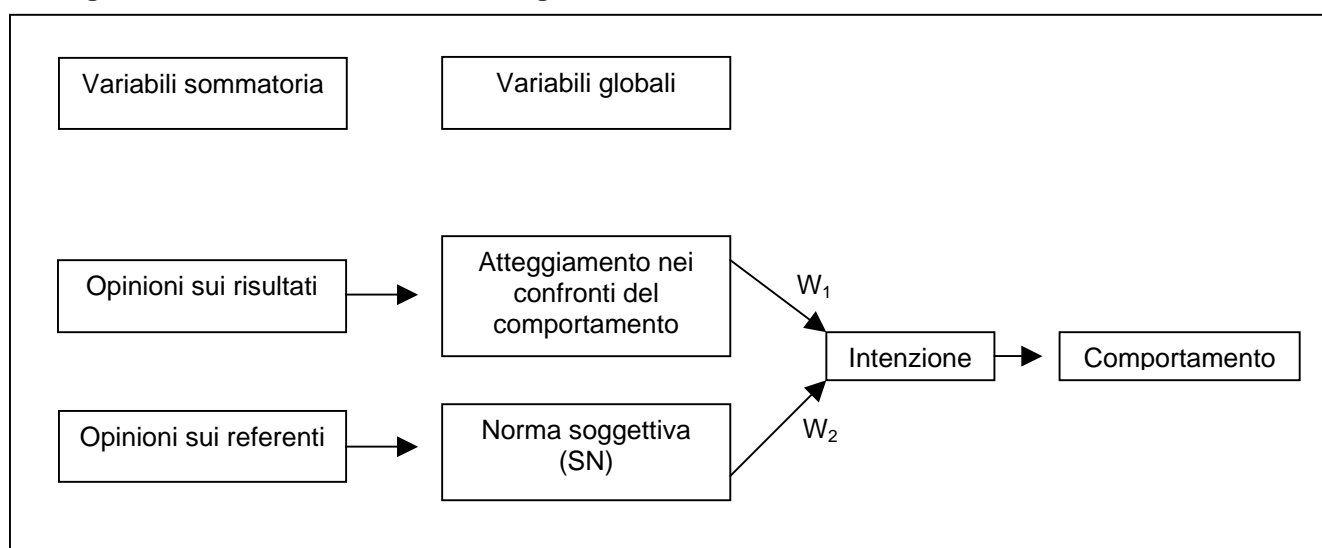 Variabili sommatoria
Variabili globali
Opinioni sui risultati
Atteggiamento nei
confronti del
comportamento
W₁
Intenzione
Comportamento
Opinioni sui referenti
Norma soggettiva
(SN)
W₂